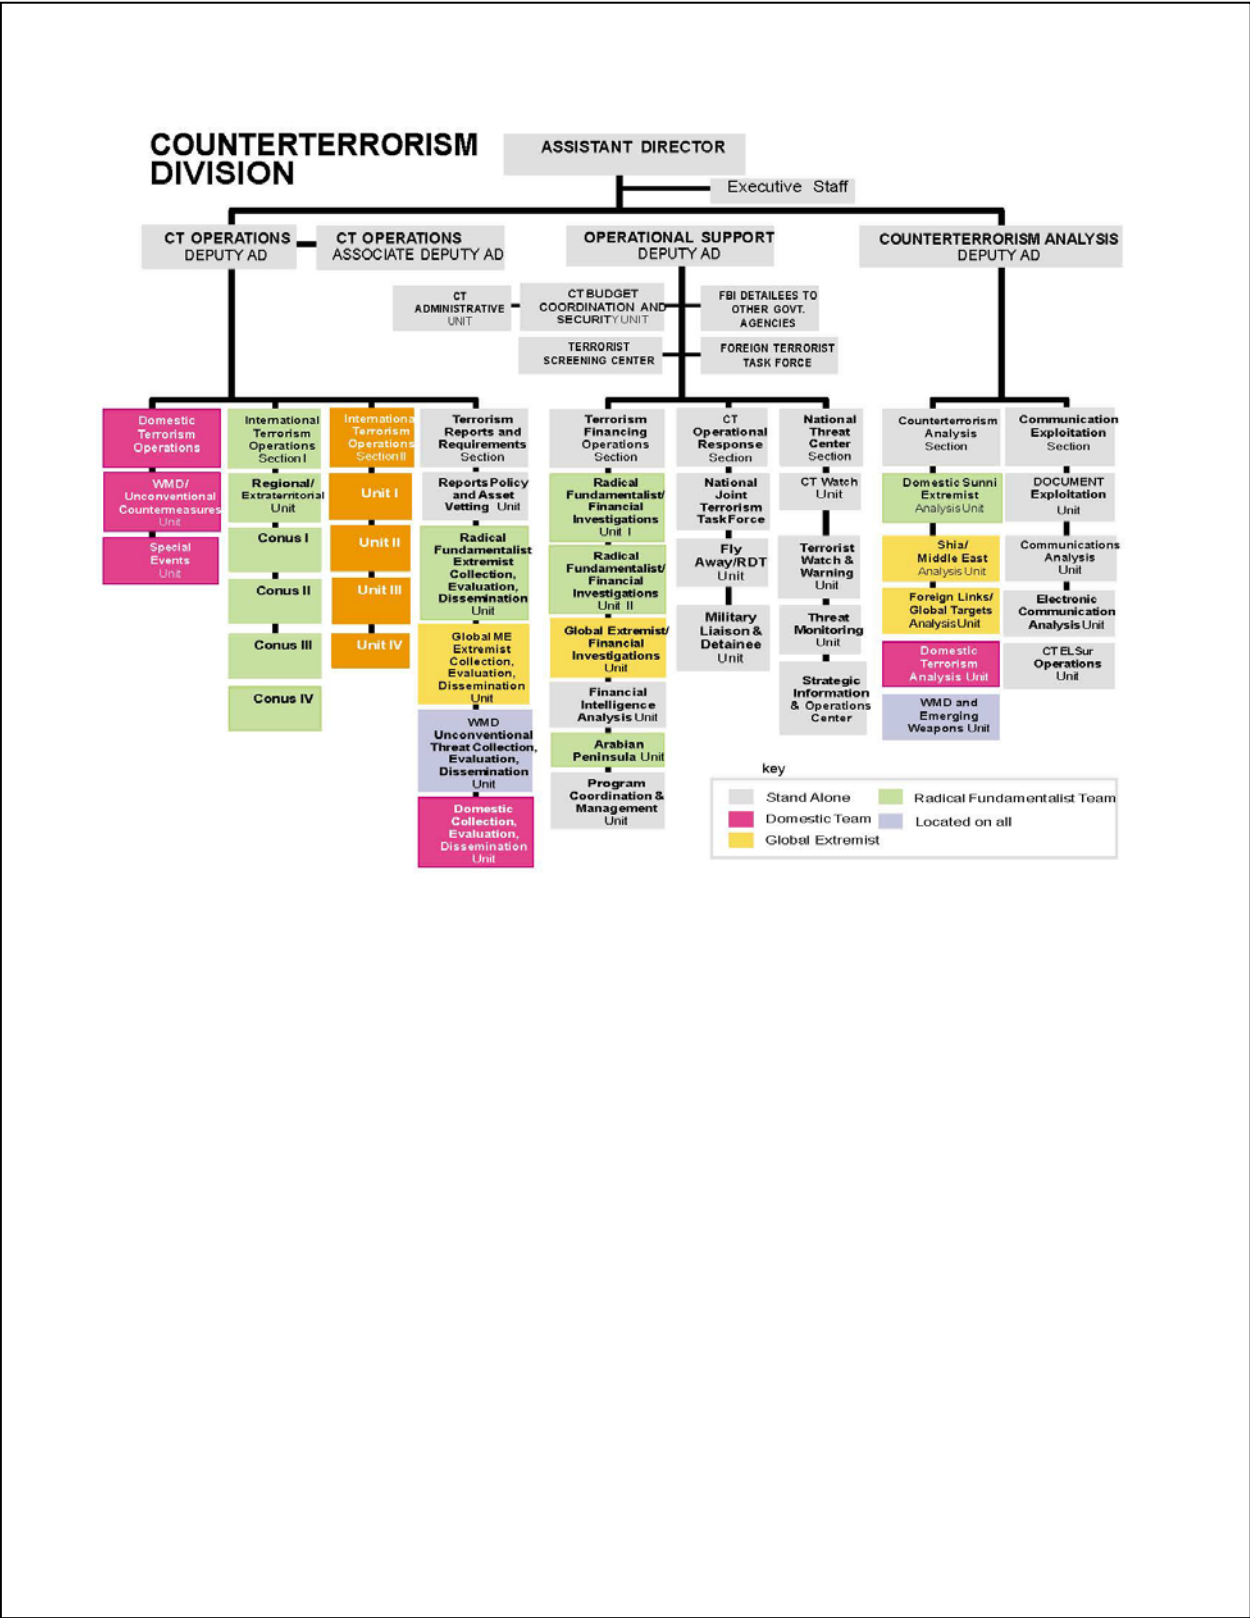 COUNTERTERRORISM
DIVISION
ASSISTANT DIRECTOR
Executive Staff
CT OPERATIONS
DEPUTY AD
CT OPERATIONS
ASSOCIATE DEPUTY AD
OPERATIONAL SUPPORT
DEPUTY AD
COUNTERTERRORISM ANALYSIS
DEPUTY AD
CT
ADMINISTRATIVE
UNIT
CT BUDGET
COORDINATION AND
SECURITY UNIT
FBI DETAILEES TO
OTHER GOVT.
AGENCIES
TERRORIST
SCREENING CENTER
FOREIGN TERRORIST
TASK FORCE
Domestic
Terrorism
Operations
WMD/
Unconventional
Countermeasures
Unit
Special
Events
Unit
International
Terrorism
Operations
Section I
Regional/
Extraterritorial
Unit
Conus I
Conus II
Conus III
Conus IV
Internationa
Terrorism
Operations
Section II
Unit I
Unit II
Unit III
Unit IV
Terrorism
Reports and
Requirements
Section
Reports Policy
and Asset
Vetting Unit
Radical
Fundamentalist
Extremist
Collection,
Evaluation,
Dissemination
Unit
Global ME
Extremist
Collection,
Evaluation,
Dissemination
Unit
WMD
Unconventional
Threat Collection,
Evaluation,
Dissemination
Unit
Domestic
Collection,
Evaluation,
Dissemination
Unit
Terrorism
Financing
Operations
Section
Radical
Fundamentalist/
Financial
Investigations
Unit I
Radical
Fundamentalist/
Financial
Investigations
Unit II
Global Extremist/
Financial
Investigations
Unit
Financial
Intelligence
Analysis Unit
Arabian
Peninsula Unit
Program
Coordination &
Management
Unit
CT
Operational
Response
Section
National
Joint
Terrorism
Task Force
Fly
Away/RDT
Unit
Military
Liaison &
Detainee
Unit
National
Threat
Center
Section
CT Watch
Unit
Terrorist
Watch &
Warning
Unit
Threat
Monitoring
Unit
Strategic
Information
& Operations
Center
Counterterrorism
Analysis
Section
Domestic Sunni
Extremist
Analysis Unit
Shia/
Middle East
Analysis Unit
Foreign Links/
Global Targets
Analysis Unit
Domestic
Terrorism
Analysis Unit
WMD and
Emerging
Weapons Unit
Communication
Exploitation
Section
DOCUMENT
Exploitation
Unit
Communications
Analysis
Unit
Electronic
Communication
Analysis Unit
CT ELSur
Operations
Unit
key
Stand Alone
Domestic Team
Global Extremist
Radical Fundamentalist Team
Located on all